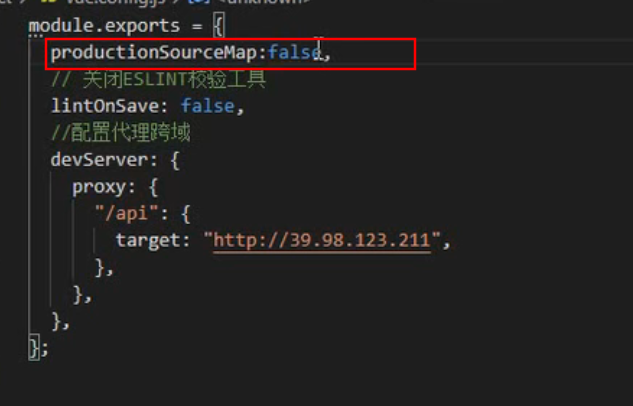 vue.config.js > [@] <unknown>
module.exports = {
productionSourceMap:false,
// 关闭ESLINT校验工具
lintOnSave: false,
//配置代理跨域
devServer: {
proxy: {
"/api": {
target: "http://39.98.123.211",
},
},
},
};